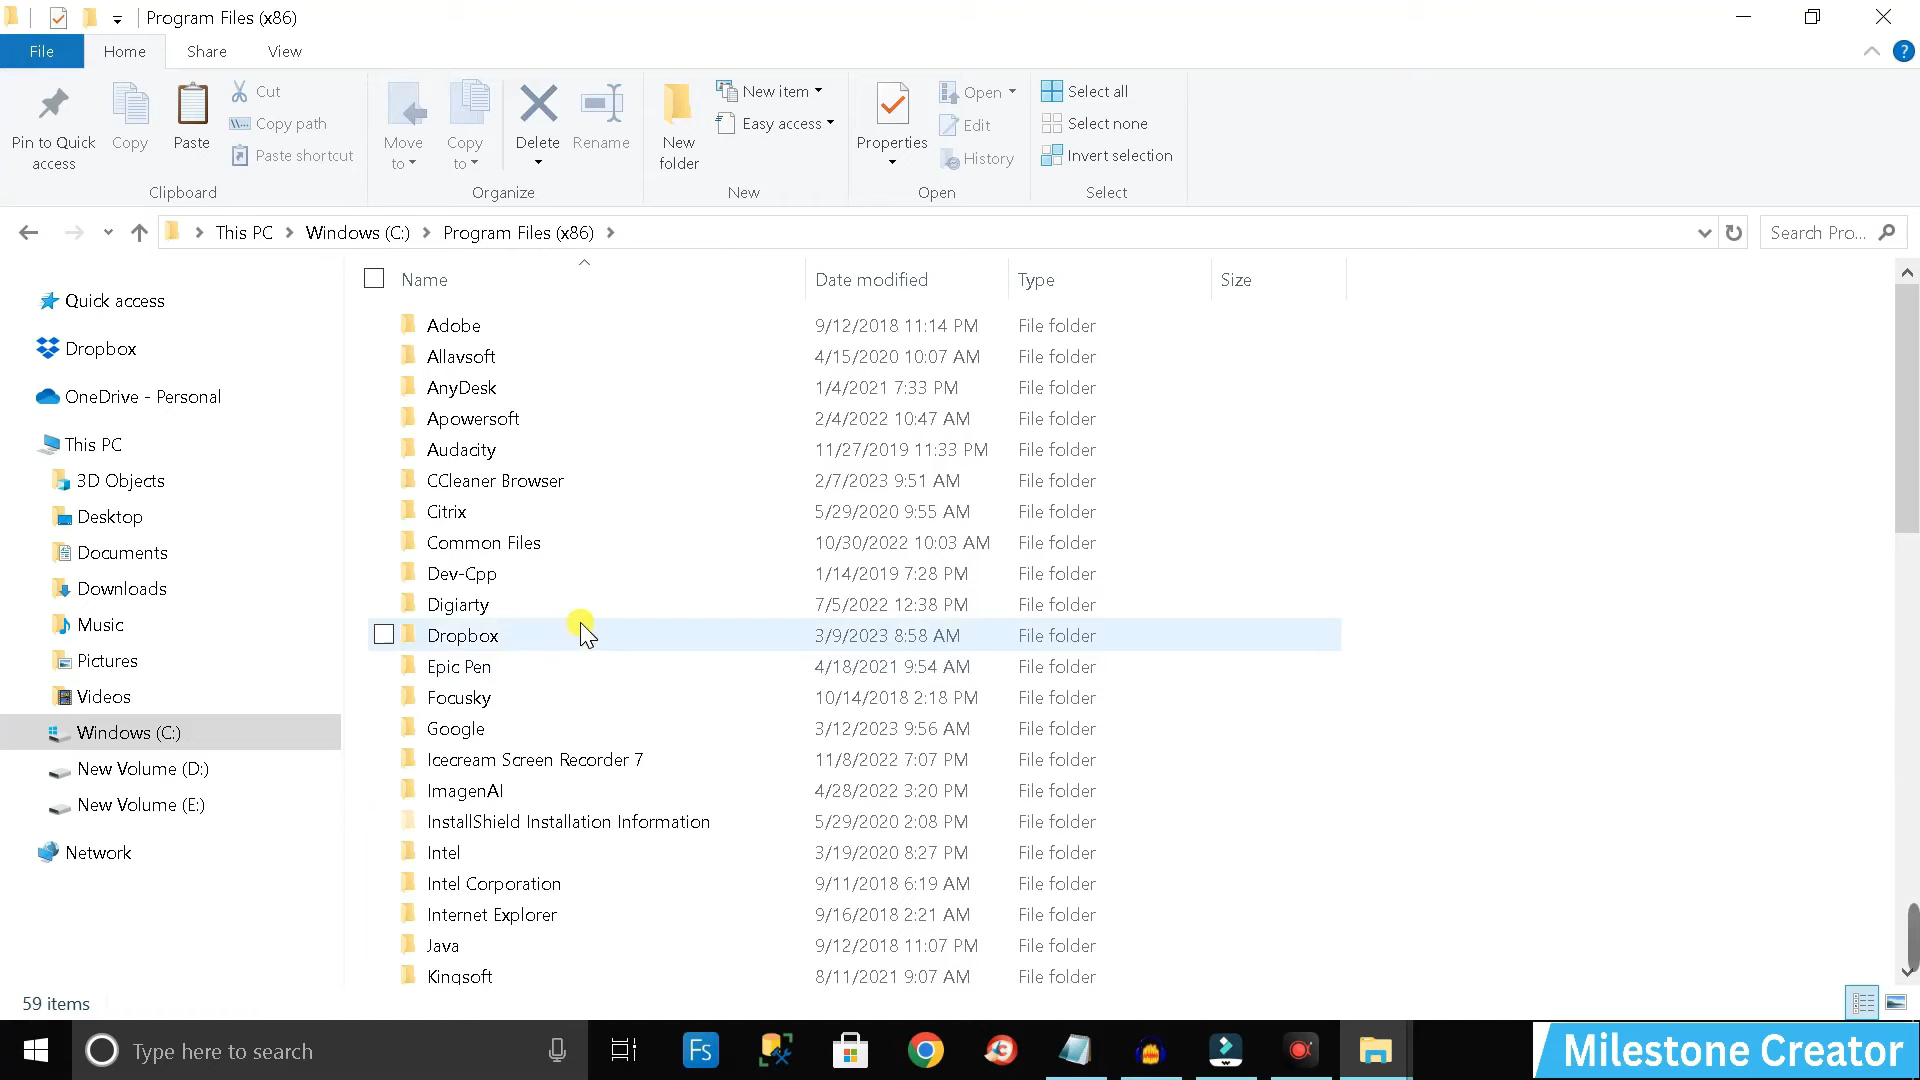 Program Files (x86)
File
Home
Share
View
Pin to Quick access
Copy
Paste
Cut
Copy path
Paste shortcut
Clipboard
Move to
Copy to
Delete
Rename
Organize
New folder
New item
Easy access
New
Properties
Open
Edit
History
Open
Select all
Select none
Invert selection
Select
This PC
Windows (C:)
Program Files (x86)
Search Pro...
Quick access
Dropbox
OneDrive - Personal
This PC
3D Objects
Desktop
Documents
Downloads
Music
Pictures
Videos
Windows (C:)
New Volume (D:)
New Volume (E:)
Network
Name Date modified Type Size
Adobe 9/12/2018 11:14 PM File folder
Allavsoft 4/15/2020 10:07 AM File folder
AnyDesk 1/4/2021 7:33 PM File folder
Apowersoft 2/4/2022 10:47 AM File folder
Audacity 11/27/2019 11:33 PM File folder
CCleaner Browser 2/7/2023 9:51 AM File folder
Citrix 5/29/2020 9:55 AM File folder
Common Files 10/30/2022 10:03 AM File folder
Dev-Cpp 1/14/2019 7:28 PM File folder
Digiarty 7/5/2022 12:38 PM File folder
Dropbox 3/9/2023 8:58 AM File folder
Epic Pen 4/18/2021 9:54 AM File folder
Focusky 10/14/2018 2:18 PM File folder
Google 3/12/2023 9:56 AM File folder
Icecream Screen Recorder 7 11/8/2022 7:07 PM File folder
ImagenAI 4/28/2022 3:20 PM File folder
InstallShield Installation Information 5/29/2020 2:08 PM File folder
Intel 3/19/2020 8:27 PM File folder
Intel Corporation 9/11/2018 6:19 AM File folder
Internet Explorer 9/16/2018 2:21 AM File folder
Java 9/12/2018 11:07 PM File folder
Kingsoft 8/11/2021 9:07 AM File folder
59 items
Type here to search
Fs
Milestone Creator